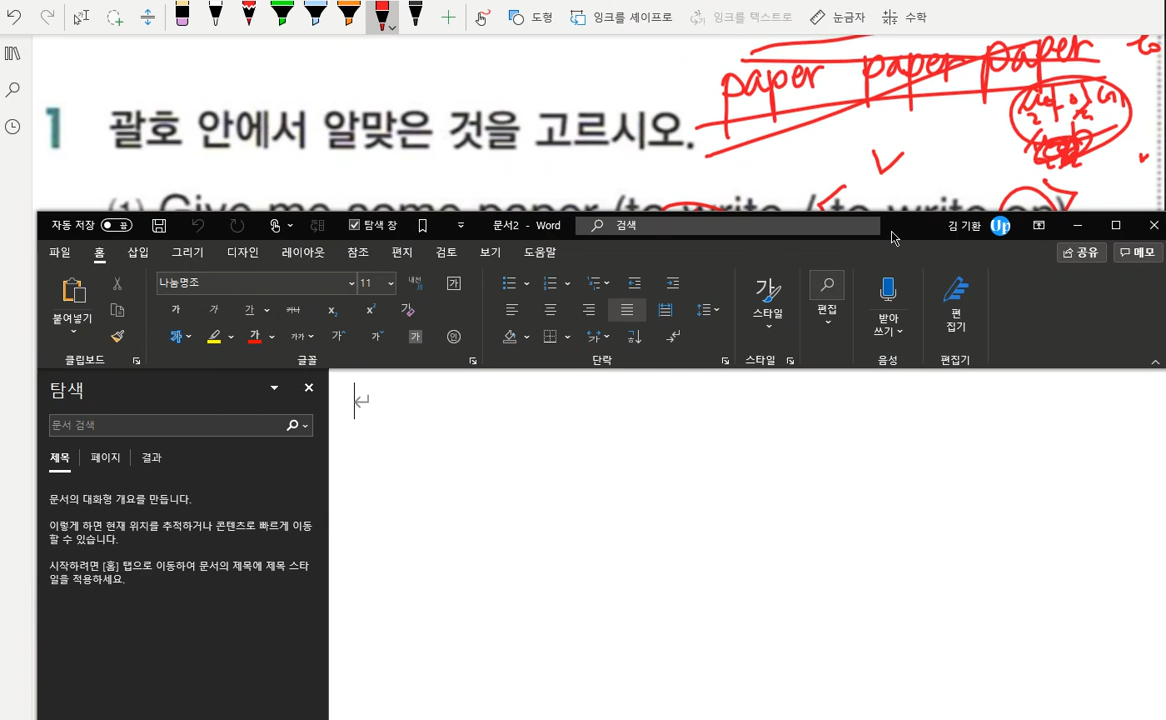 도형 잉크를 셰이프로 잉크를 텍스트로 눈금자 수학
paper paper paper to
1 괄호 안에서 알맞은 것을 고르시오.
(1) Give me some paper (to write / to write on)
자동 저장 탐색 창 문서2 - Word 검색 김 기환 Up
파일 홈 삽입 그리기 디자인 레이아웃 참조 편지 검토 보기 도움말 공유 메모
붙여넣기 나눔명조 11 가 스타일 편집 받아쓰기 편집기
클립보드 글꼴 단락 스타일 음성 편집기
탐색
문서 검색
제목 페이지 결과
문서의 대화형 개요를 만듭니다.
이렇게 하면 현재 위치를 추적하거나 콘텐츠로 빠르게 이동
할 수 있습니다.
시작하려면 [홈] 탭으로 이동하여 문서의 제목에 제목 스타
일을 적용하세요.